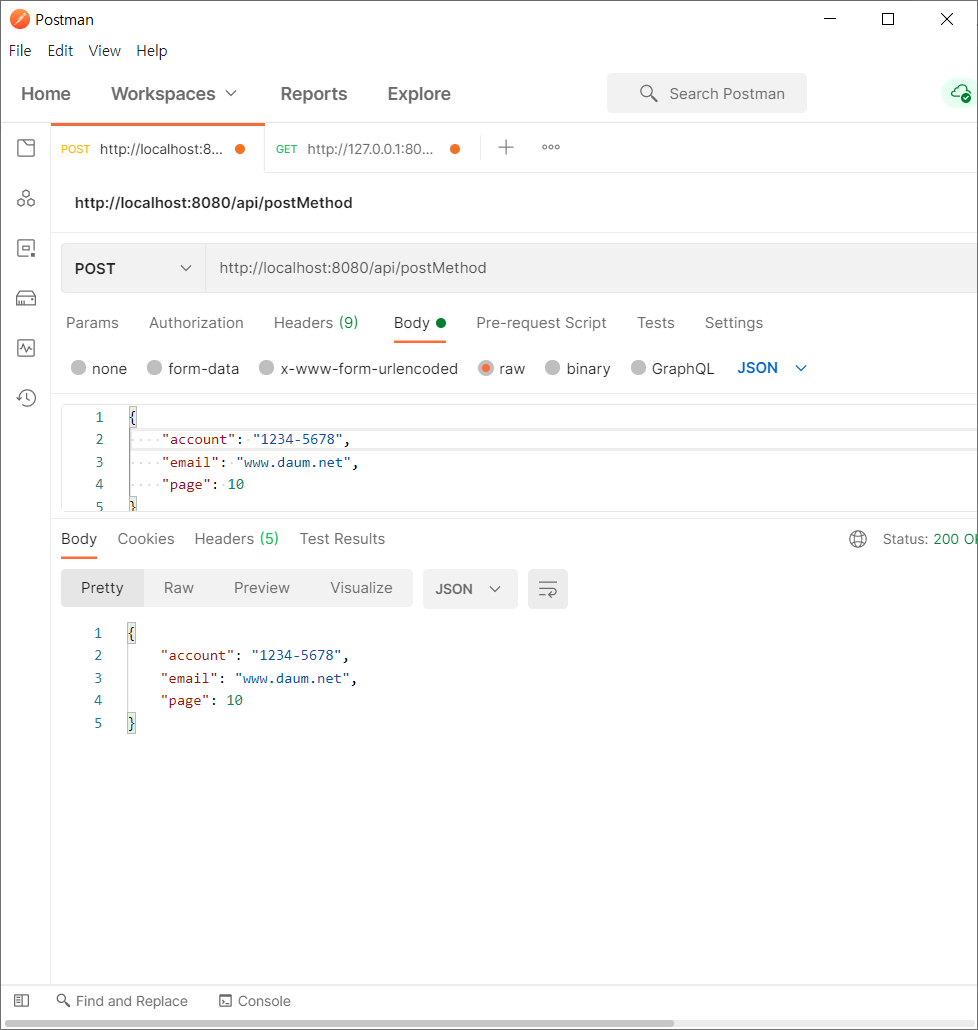 Postman
File Edit View Help
Home Workspaces Reports Explore Search Postman
POST http://localhost:8... GET http://127.0.0.1:80...
http://localhost:8080/api/postMethod
POST http://localhost:8080/api/postMethod
Params Authorization Headers (9) Body Pre-request Script Tests Settings
none form-data x-www-form-urlencoded raw binary GraphQL JSON
1 {
2 "account": "1234-5678",
3 "email": "www.daum.net",
4 "page": 10
5 }
Body Cookies Headers (5) Test Results Status: 200 OK
Pretty Raw Preview Visualize JSON
1 {
2 "account": "1234-5678",
3 "email": "www.daum.net",
4 "page": 10
5 }
Find and Replace Console